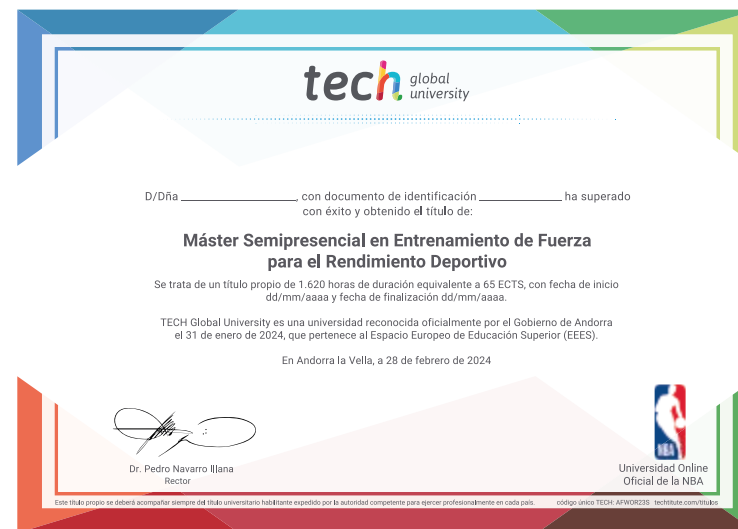 tech global university
D/Dña ____________, con documento de identificación ____________ ha superado
con éxito y obtenido el título de:
Máster Semipresencial en Entrenamiento de Fuerza
para el Rendimiento Deportivo
Se trata de un título propio de 1.620 horas de duración equivalente a 65 ECTS, con fecha de inicio
dd/mm/aaaa y fecha de finalización dd/mm/aaaa.
TECH Global University es una universidad reconocida oficialmente por el Gobierno de Andorra
el 31 de enero de 2024, que pertenece al Espacio Europeo de Educación Superior (EEES).
En Andorra la Vella, a 28 de febrero de 2024
Dr. Pedro Navarro Illana
Rector
NBA
Universidad Online
Oficial de la NBA
Este título propio se deberá acompañar siempre del título universitario habilitante expedido por la autoridad competente para ejercer profesionalmente en cada país. código único TECH: AFWOR23S techtitute.com/titulos